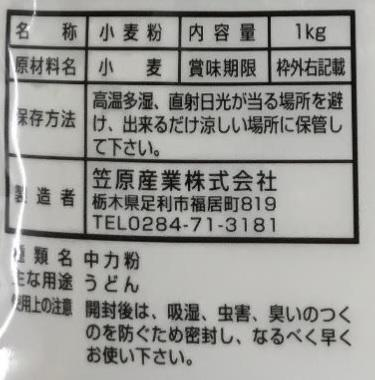 名称 小麦粉 内容量 1kg
原材料名 小麦 賞味期限 枠外右記載
保存方法 高温多湿、直射日光が当る場所を避
け、出来るだけ涼しい場所に保管し
て下さい。
製造者 笠原産業株式会社
栃木県足利市福居町819
TEL0284-71-3181
種類名 中力粉
主な用途 うどん
使用上の注意 開封後は、吸湿、虫害、臭いのつく
のを防ぐため密封し、なるべく早く
お使い下さい。